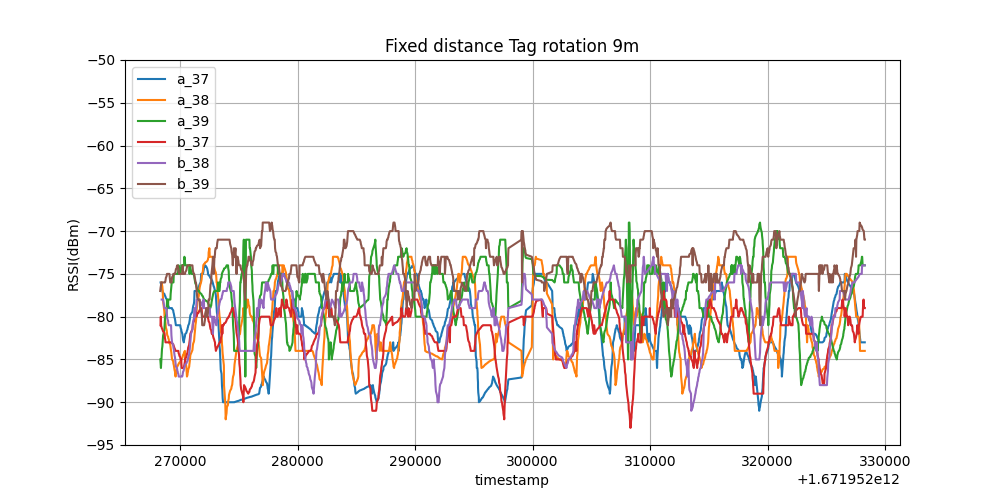 Fixed distance Tag rotation 9m
RSSI(dBm)
−50
−55
−60
−65
−70
−75
−80
−85
−90
−95
a_37
a_38
a_39
b_37
b_38
b_39
270000 280000 290000 300000 310000 320000 330000
timestamp
+1.671952e12